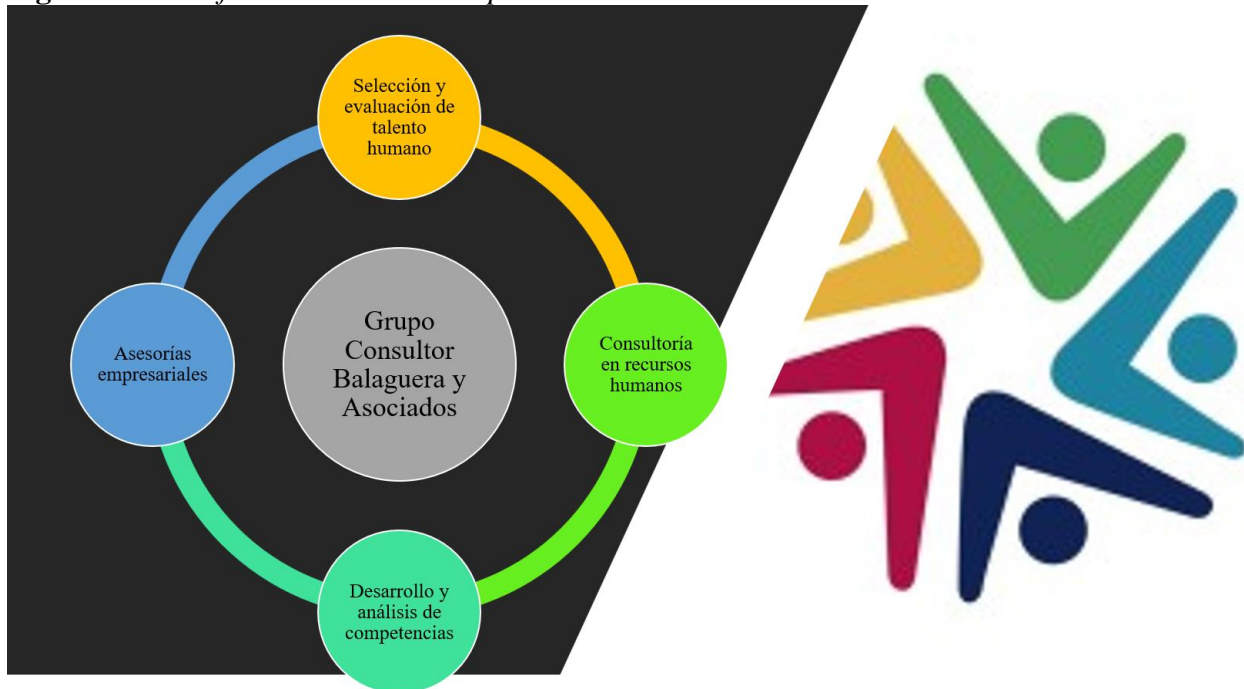 Selección y
evaluación de
talento
humano
Grupo
Consultor
Balaguera y
Asociados
Asesorías
empresariales
Consultoría
en recursos
humanos
Desarrollo y
análisis de
competencias